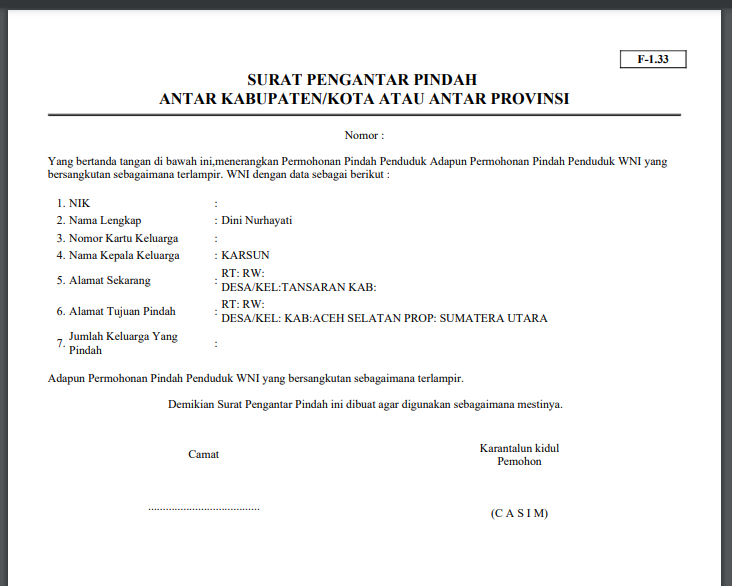 F-1.33
SURAT PENGANTAR PINDAH
ANTAR KABUPATEN/KOTA ATAU ANTAR PROVINSI
Nomor :
Yang bertanda tangan di bawah ini,menerangkan Permohonan Pindah Penduduk Adapun Permohonan Pindah Penduduk WNI yang
bersangkutan sebagaimana terlampir. WNI dengan data sebagai berikut :
1. NIK :
2. Nama Lengkap : Dini Nurhayati
3. Nomor Kartu Keluarga :
4. Nama Kepala Keluarga : KARSUN
5. Alamat Sekarang : RT: RW:
DESA/KEL:TANSARAN KAB:
6. Alamat Tujuan Pindah : RT: RW:
DESA/KEL: KAB:ACEH SELATAN PROP: SUMATERA UTARA
7. Jumlah Keluarga Yang
Pindah :
Adapun Permohonan Pindah Penduduk WNI yang bersangkutan sebagaimana terlampir.
Demikian Surat Pengantar Pindah ini dibuat agar digunakan sebagaimana mestinya.
Camat
Karantalun kidul
Pemohon
......................................
(C A S I M)